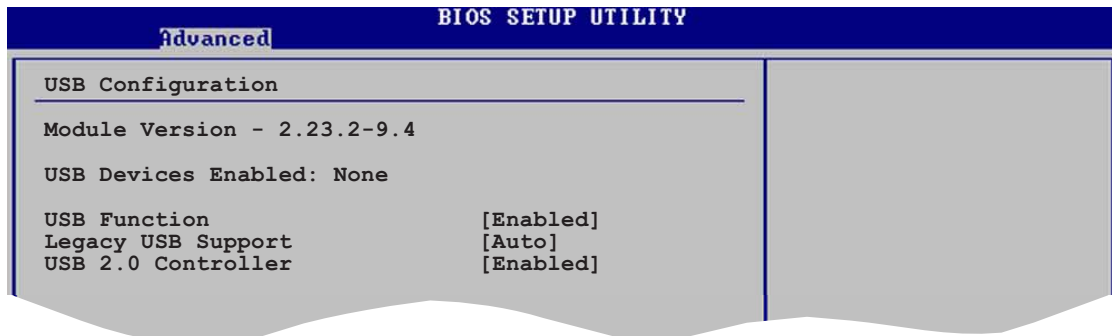 BIOS SETUP UTILITY
Advanced
USB Configuration
Module Version - 2.23.2-9.4
USB Devices Enabled: None
USB Function [Enabled]
Legacy USB Support [Auto]
USB 2.0 Controller [Enabled]